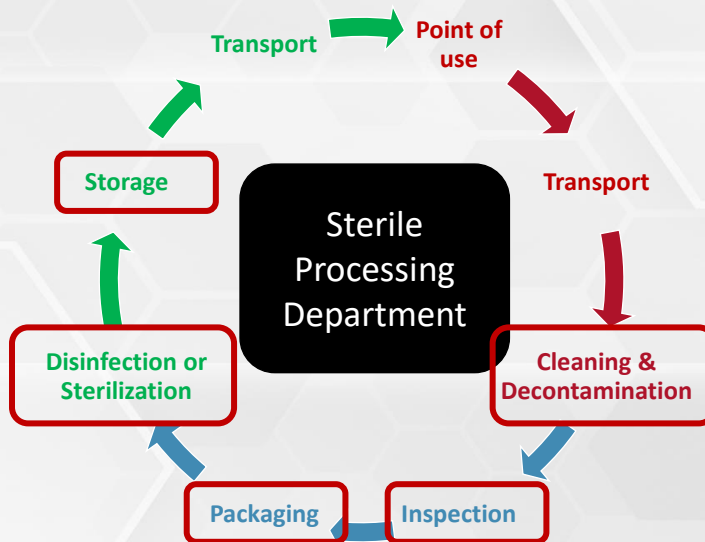 Transport
Point of
use
Transport
Cleaning &
Decontamination
Inspection
Packaging
Disinfection or
Sterilization
Storage
Sterile
Processing
Department